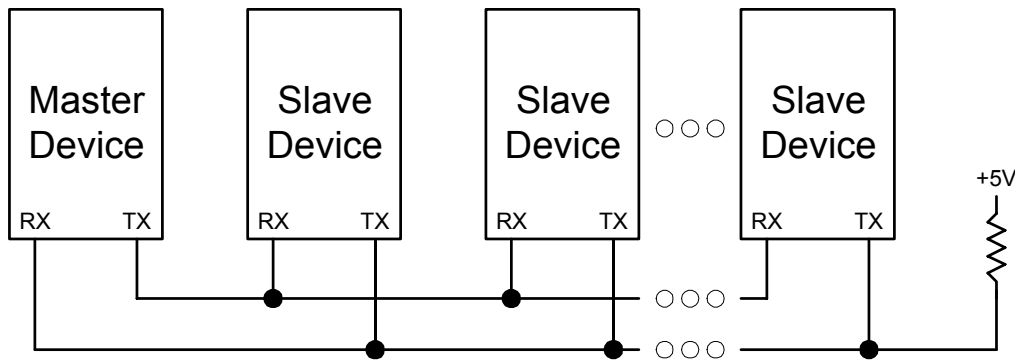 Master
Device
Slave
Device
Slave
Device
Slave
Device
+5V
RX TX
RX TX
RX TX
RX TX